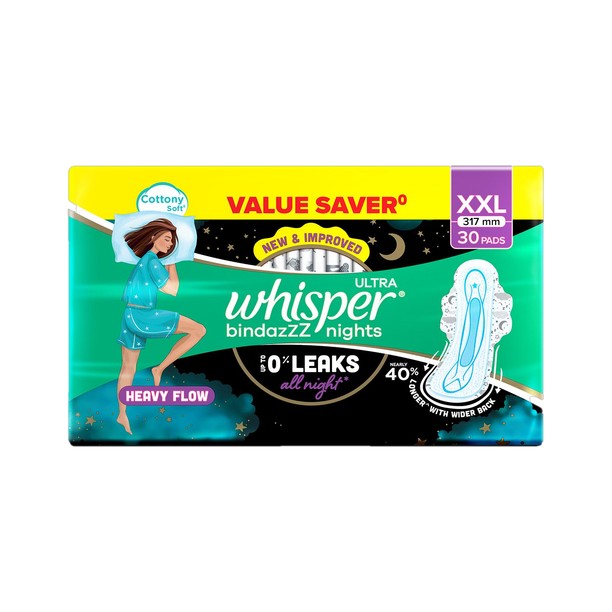 Cottony
Soft*
VALUE SAVER⁰
XXL
317 mm
30 PADS
NEW & IMPROVED
ULTRA
whisper®
bindazZZ nights
UP TO 0% LEAKS
all night*
HEAVY FLOW
NEARLY
40%
LONGER^ WITH WIDER BACK